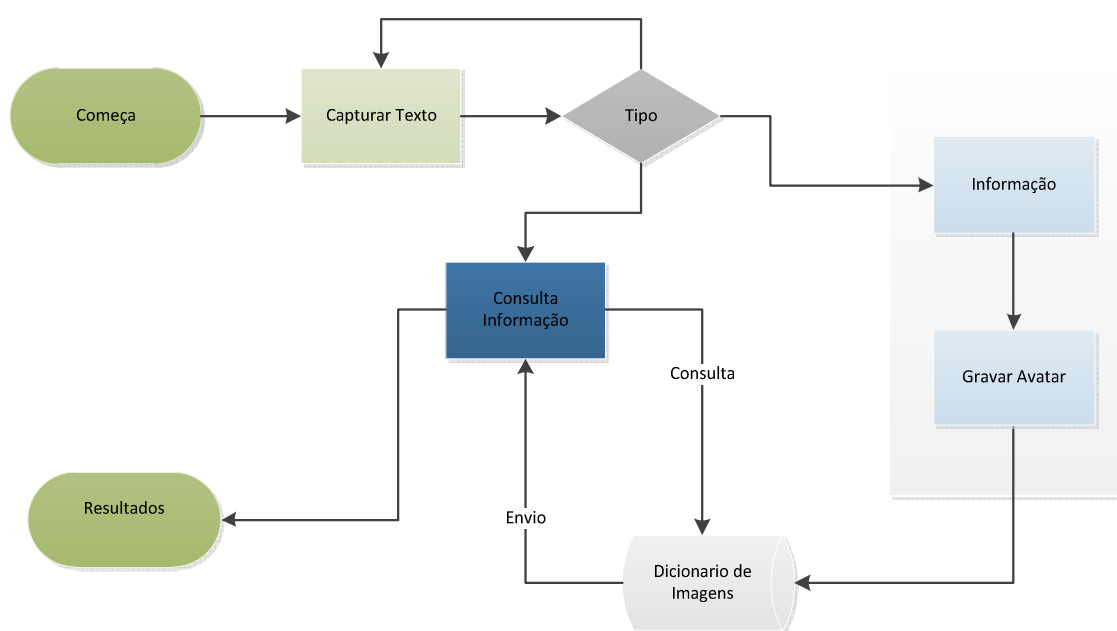 Começa
Capturar Texto
Tipo
Informação
Consulta
Informação
Consulta
Gravar Avatar
Resultados
Envio
Dicionario de
Imagens